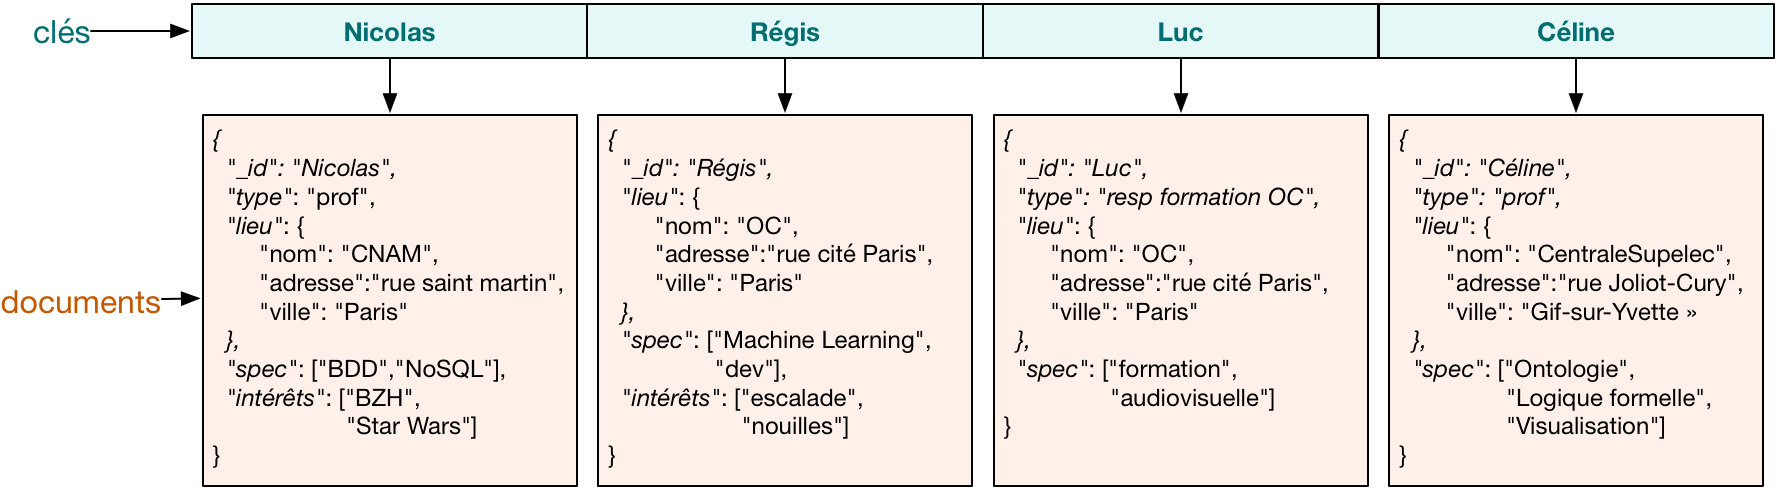 clés
Nicolas
Régis
Luc
Céline
documents
{
"_id": "Nicolas",
"type": "prof",
"lieu": {
"nom": "CNAM",
"adresse":"rue saint martin",
"ville": "Paris"
},
"spec": ["BDD","NoSQL"],
"intérêts": ["BZH",
"Star Wars"]
}
{
"_id": "Régis",
"lieu": {
"nom": "OC",
"adresse":"rue cité Paris",
"ville": "Paris"
},
"spec": ["Machine Learning",
"dev"],
"intérêts": ["escalade",
"nouilles"]
}
{
"_id": "Luc",
"type": "resp formation OC",
"lieu": {
"nom": "OC",
"adresse":"rue cité Paris",
"ville": "Paris"
},
"spec": ["formation",
"audiovisuelle"]
}
{
"_id": "Céline",
"type": "prof",
"lieu": {
"nom": "CentraleSupelec",
"adresse":"rue Joliot-Cury",
"ville": "Gif-sur-Yvette »
},
"spec": ["Ontologie",
"Logique formelle",
"Visualisation"]
}